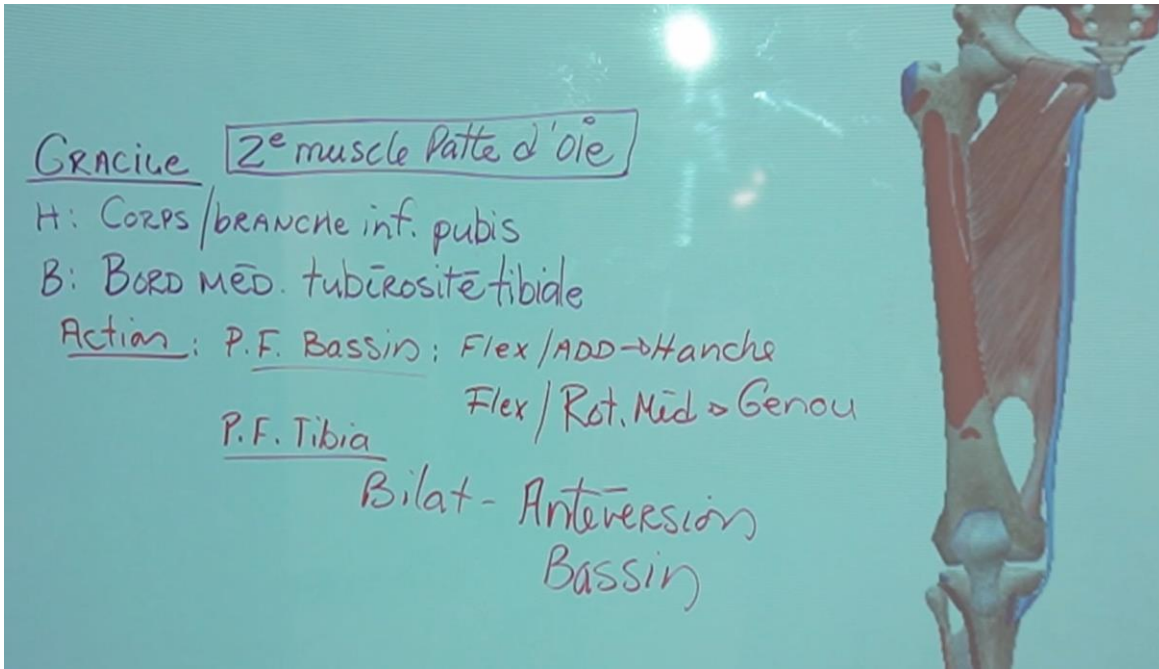 GRACILE 2e muscle Patte d'oie
H: CORPS/bRANCHE inf. pubis
B: BORD MÉD. tubérosité tibiale
Action: P.F. Bassin: Flex/ADD→Hanche
Flex/Rot. Méd → Genou
P.F. Tibia
Bilat - Antéversion
Bassin